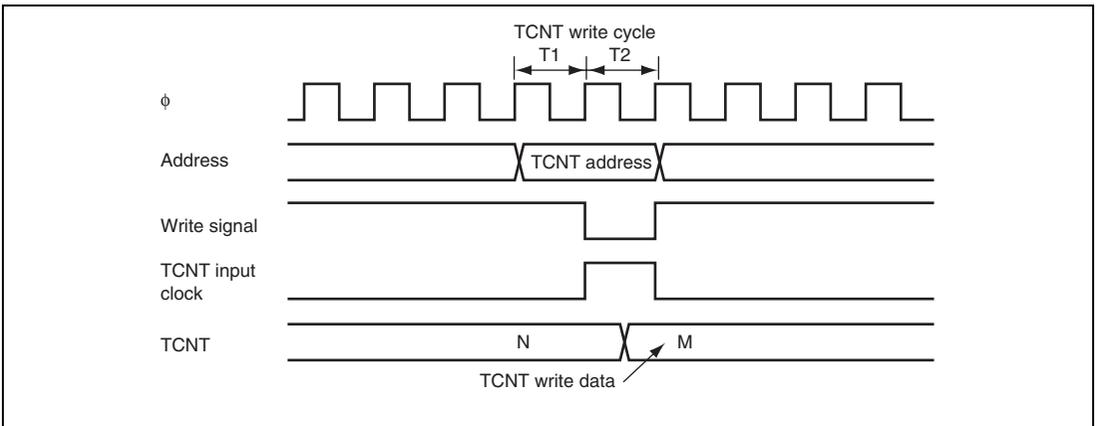 TCNT write cycle
T1 T2
ϕ
Address
TCNT address
Write signal
TCNT input
clock
TCNT
N
M
TCNT write data